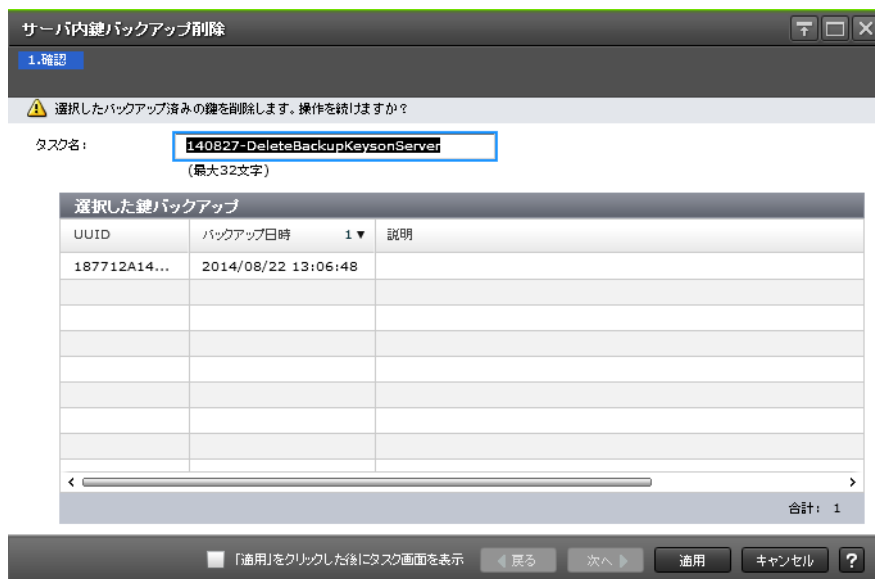 サーバ内鍵バックアップ削除
1.確認
選択したバックアップ済みの鍵を削除します。操作を続けますか？
タスク名： 140827-DeleteBackupKeysonServer
(最大32文字)
選択した鍵バックアップ
UUID バックアップ日時 1▼ 説明
187712A14... 2014/08/22 13:06:48
合計： 1
「適用」をクリックした後にタスク画面を表示 ◀戻る 次へ▶ 適用 キャンセル ?